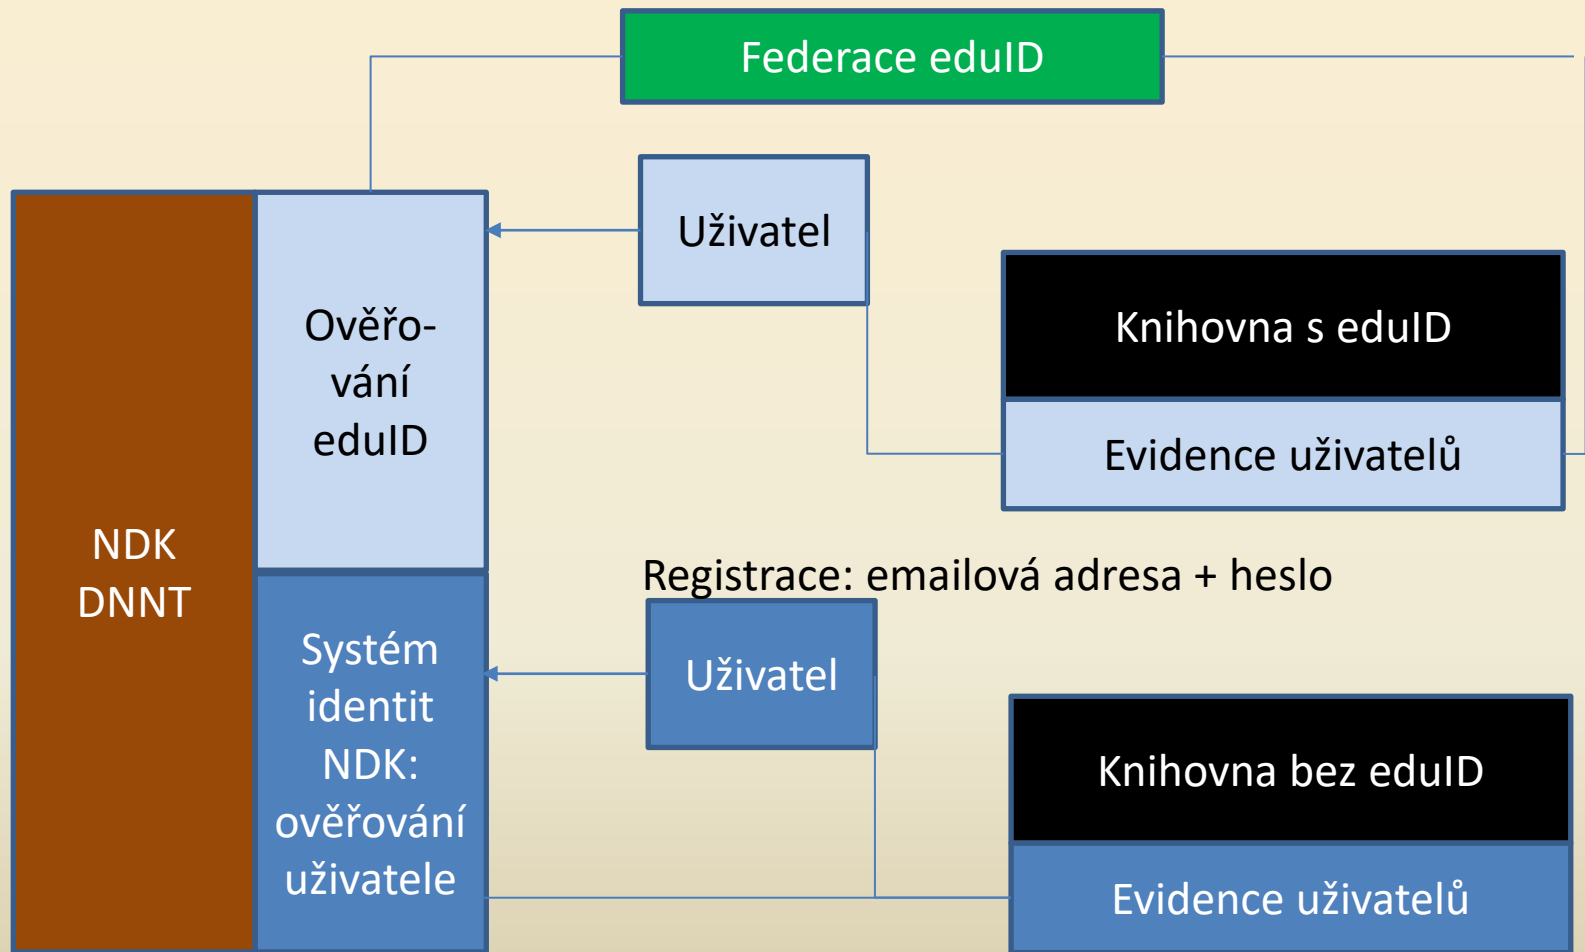 Federace eduID
Uživatel
Ověřo-
vání
eduID
Knihovna s eduID
Evidence uživatelů
NDK
DNNT
Registrace: emailová adresa + heslo
Systém
identit
NDK:
ověřování
uživatele
Uživatel
Knihovna bez eduID
Evidence uživatelů